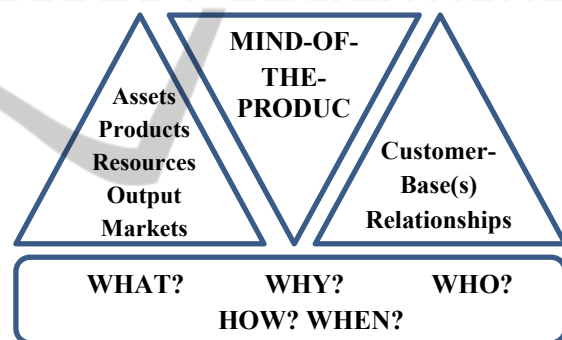 Assets
Products
Resources
Output
Markets
MIND-OF-
THE-
PRODUC
Customer-
Base(s)
Relationships
WHAT? WHY? WHO?
HOW? WHEN?